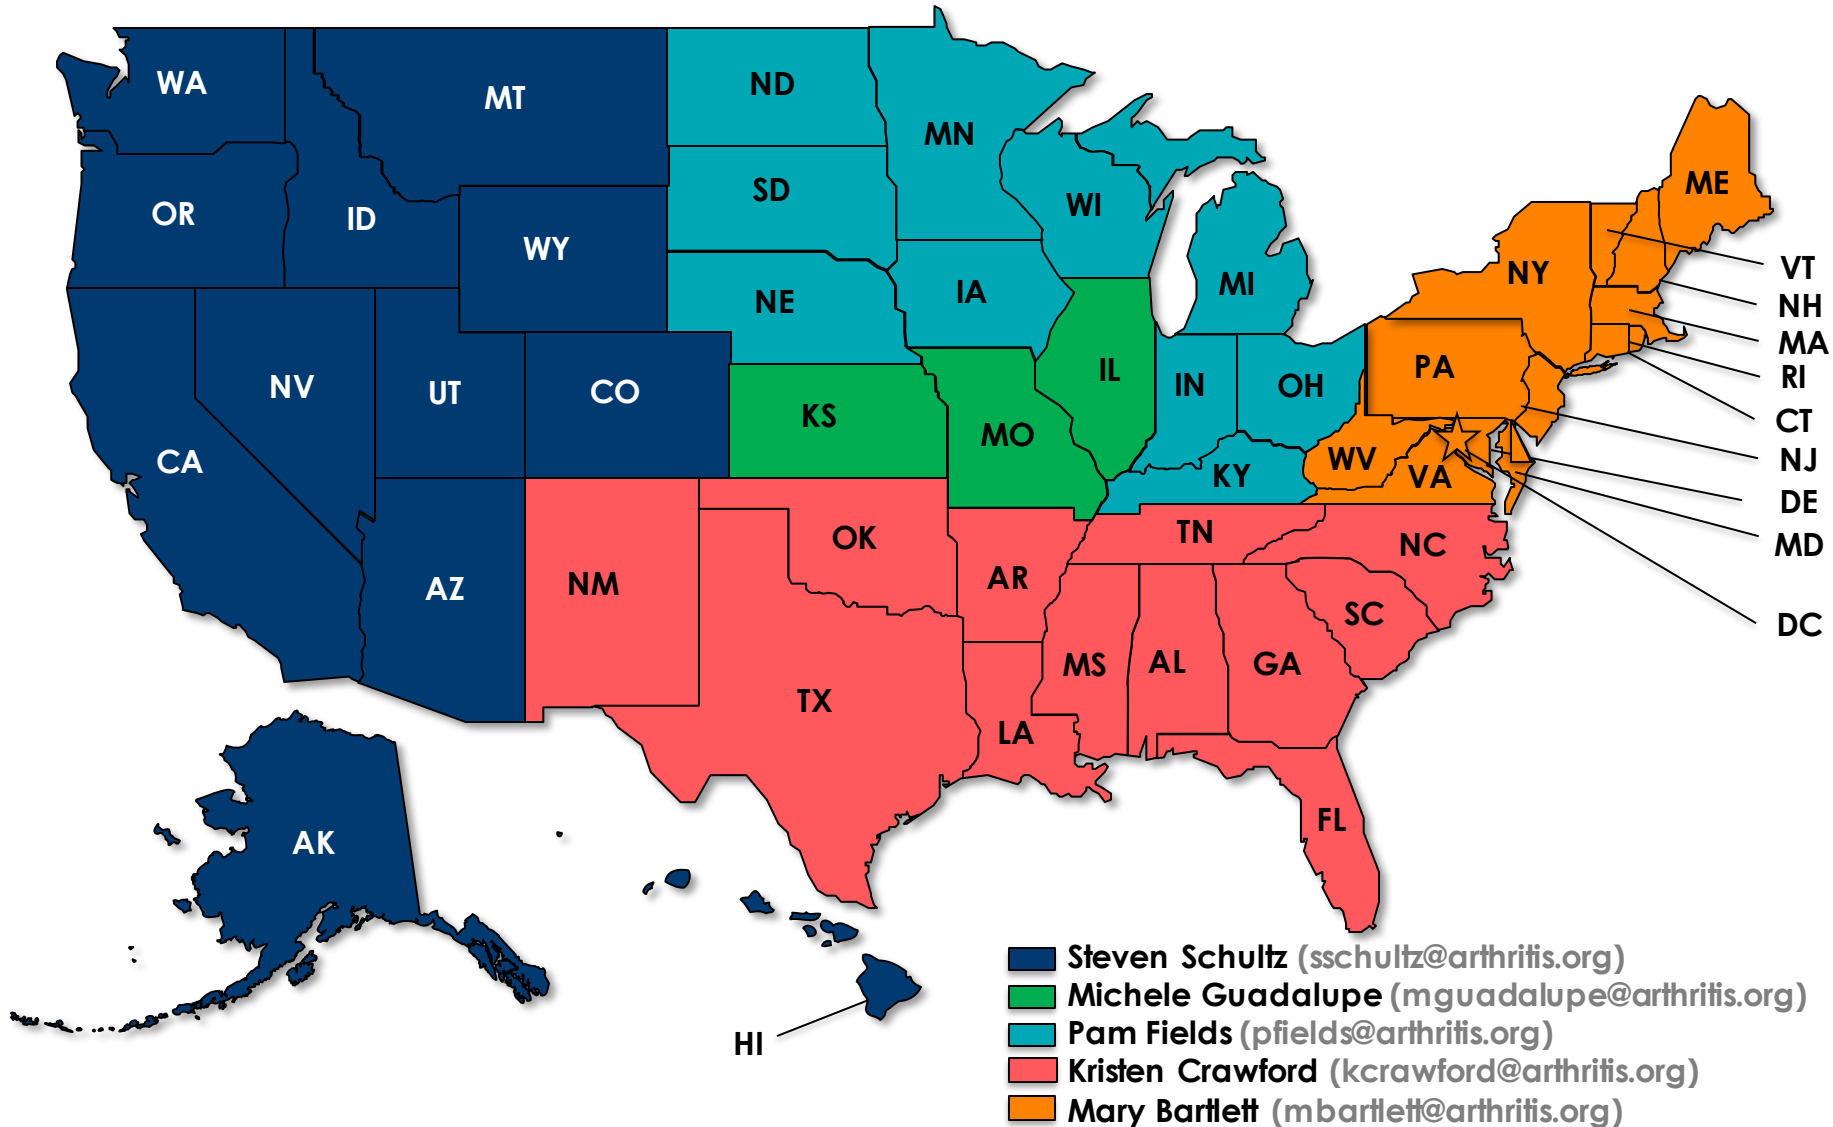 WA
MT
ND
MN
OR
ID
SD
WI
ME
WY
NY
VT
NE
IA
MI
NH
MA
NV
UT
CO
KS
IL
IN
OH
PA
RI
CT
CA
MO
KY
WV
VA
NJ
DE
OK
TN
NC
MD
AZ
NM
AR
SC
DC
TX
MS
AL
GA
LA
AK
FL
HI
Steven Schultz (sschultz@arthritis.org)
Michele Guadalupe (mguadalupe@arthritis.org)
Pam Fields (pfields@arthritis.org)
Kristen Crawford (kcrawford@arthritis.org)
Mary Bartlett (mbartlett@arthritis.org)